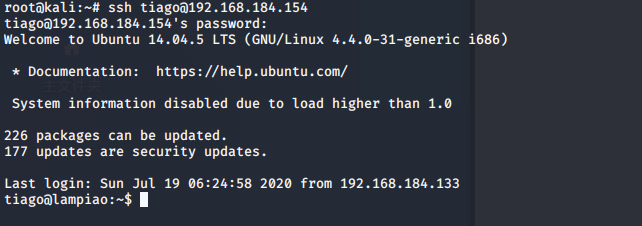 root@kali:~# ssh tiago@192.168.184.154
tiago@192.168.184.154's password:
Welcome to Ubuntu 14.04.5 LTS (GNU/Linux 4.4.0-31-generic i686)
* Documentation:  https://help.ubuntu.com/
System information disabled due to load higher than 1.0
226 packages can be updated.
177 updates are security updates.
Last login: Sun Jul 19 06:24:58 2020 from 192.168.184.133
tiago@lampiao:~$